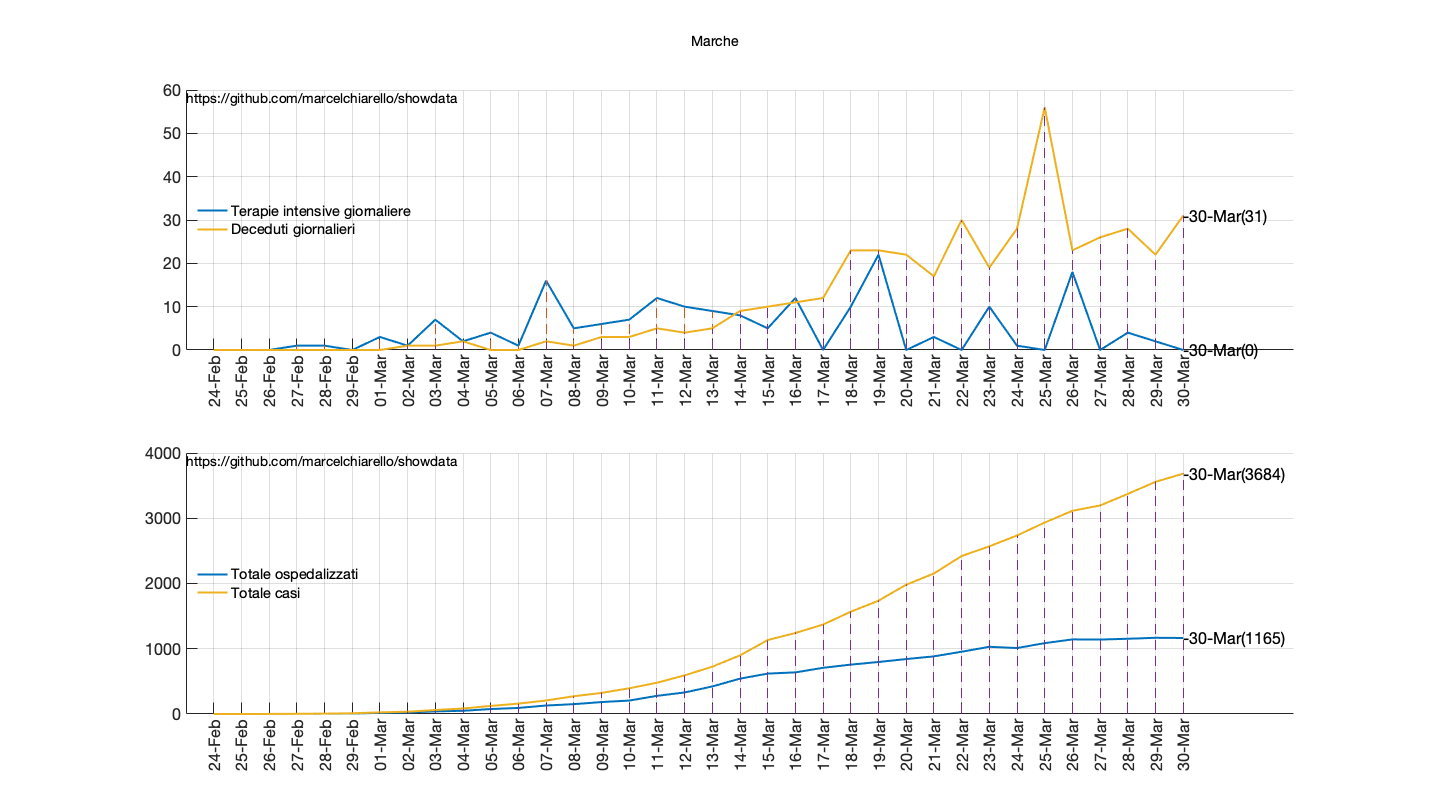 Marche
60
https://github.com/marcelchiarello/showdata
50
40
30
20
10
0
Terapie intensive giornaliere
Deceduti giornalieri
-30-Mar(31)
-30-Mar(0)
24-Feb
25-Feb
26-Feb
27-Feb
28-Feb
29-Feb
01-Mar
02-Mar
03-Mar
04-Mar
05-Mar
06-Mar
07-Mar
08-Mar
09-Mar
10-Mar
11-Mar
12-Mar
13-Mar
14-Mar
15-Mar
16-Mar
17-Mar
18-Mar
19-Mar
20-Mar
21-Mar
22-Mar
23-Mar
24-Mar
25-Mar
26-Mar
27-Mar
28-Mar
29-Mar
30-Mar
4000
https://github.com/marcelchiarello/showdata
3000
2000
1000
0
Totale ospedalizzati
Totale casi
-30-Mar(3684)
-30-Mar(1165)
24-Feb
25-Feb
26-Feb
27-Feb
28-Feb
29-Feb
01-Mar
02-Mar
03-Mar
04-Mar
05-Mar
06-Mar
07-Mar
08-Mar
09-Mar
10-Mar
11-Mar
12-Mar
13-Mar
14-Mar
15-Mar
16-Mar
17-Mar
18-Mar
19-Mar
20-Mar
21-Mar
22-Mar
23-Mar
24-Mar
25-Mar
26-Mar
27-Mar
28-Mar
29-Mar
30-Mar